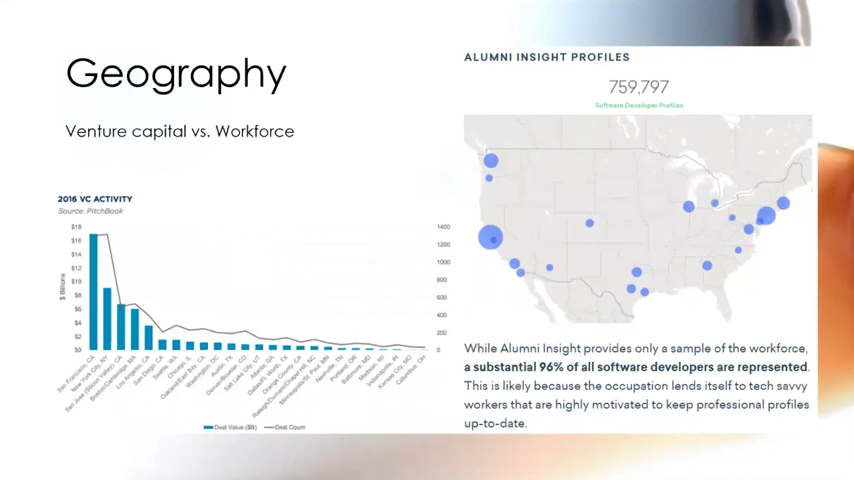 Geography
Venture capital vs. Workforce
2016 VC ACTIVITY
Source: PitchBook
$ Billions
$18
$16
$14
$12
$10
$8
$6
$4
$2
$0
1400
1200
1000
800
600
400
200
0
San Francisco, CA
New York City, NY
San Jose (Silicon Valley) CA
Boston/Cambridge, MA
Los Angeles, CA
San Diego, CA
Seattle, WA
Chicago, IL
Oakland/East Bay, CA
Washington, DC
Austin, TX
Denver/Boulder, CO
Salt Lake City, UT
Atlanta, GA
Dallas/Ft. Worth, TX
Orange County, CA
Raleigh/Durham/Chapel Hill, NC
Minneapolis/St. Paul, MN
Nashville, TN
Portland, OR
Baltimore, MD
Madison, WI
Indianapolis, IN
Kansas City, MO
Columbus, OH
Deal Value ($B)
Deal Count
ALUMNI INSIGHT PROFILES
759,797
Software Developer Profiles
While Alumni Insight provides only a sample of the workforce,
a substantial 96% of all software developers are represented.
This is likely because the occupation lends itself to tech savvy
workers that are highly motivated to keep professional profiles
up-to-date.